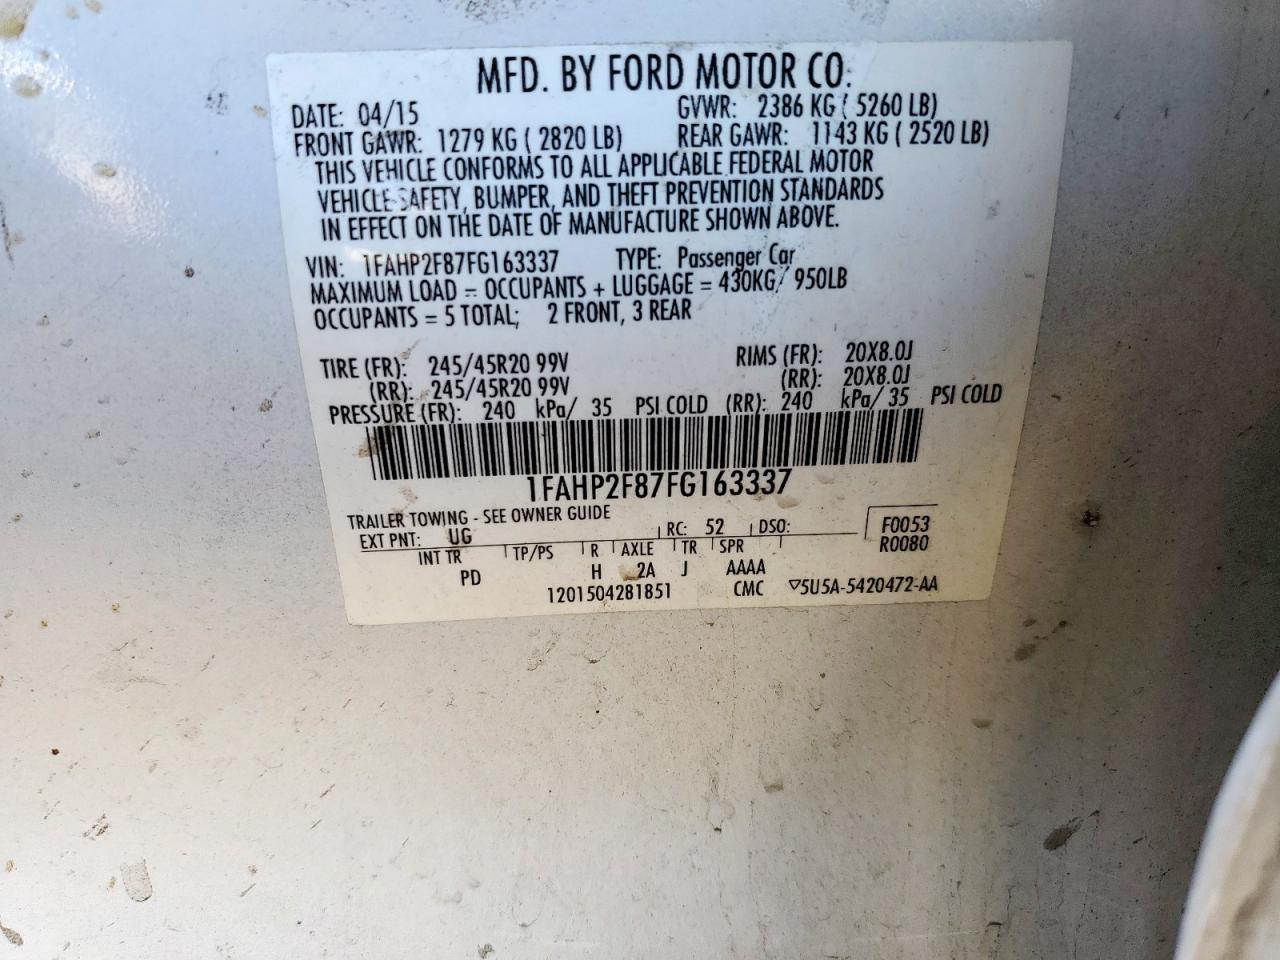 MFD. BY FORD MOTOR CO.
DATE: 04/15 GVWR: 2386 KG ( 5260 LB)
FRONT GAWR: 1279 KG ( 2820 LB) REAR GAWR: 1143 KG ( 2520 LB)
THIS VEHICLE CONFORMS TO ALL APPLICABLE FEDERAL MOTOR
VEHICLE SAFETY, BUMPER, AND THEFT PREVENTION STANDARDS
IN EFFECT ON THE DATE OF MANUFACTURE SHOWN ABOVE.
VIN: 1FAHP2F87FG163337 TYPE: Passenger Car
MAXIMUM LOAD = OCCUPANTS + LUGGAGE = 430KG/ 950LB
OCCUPANTS = 5 TOTAL; 2 FRONT, 3 REAR
TIRE (FR): 245/45R20 99V RIMS (FR): 20X8.0J
(RR): 245/45R20 99V (RR): 20X8.0J
PRESSURE (FR): 240 kPa/ 35 PSI COLD (RR): 240 kPa/ 35 PSI COLD
1FAHP2F87FG163337
TRAILER TOWING - SEE OWNER GUIDE
EXT PNT: UG RC: 52 DSO: F0053
R0080
INT TR TP/PS R AXLE TR SPR
PD H 2A J AAAA
1201504281851 CMC ▽5U5A-5420472-AA